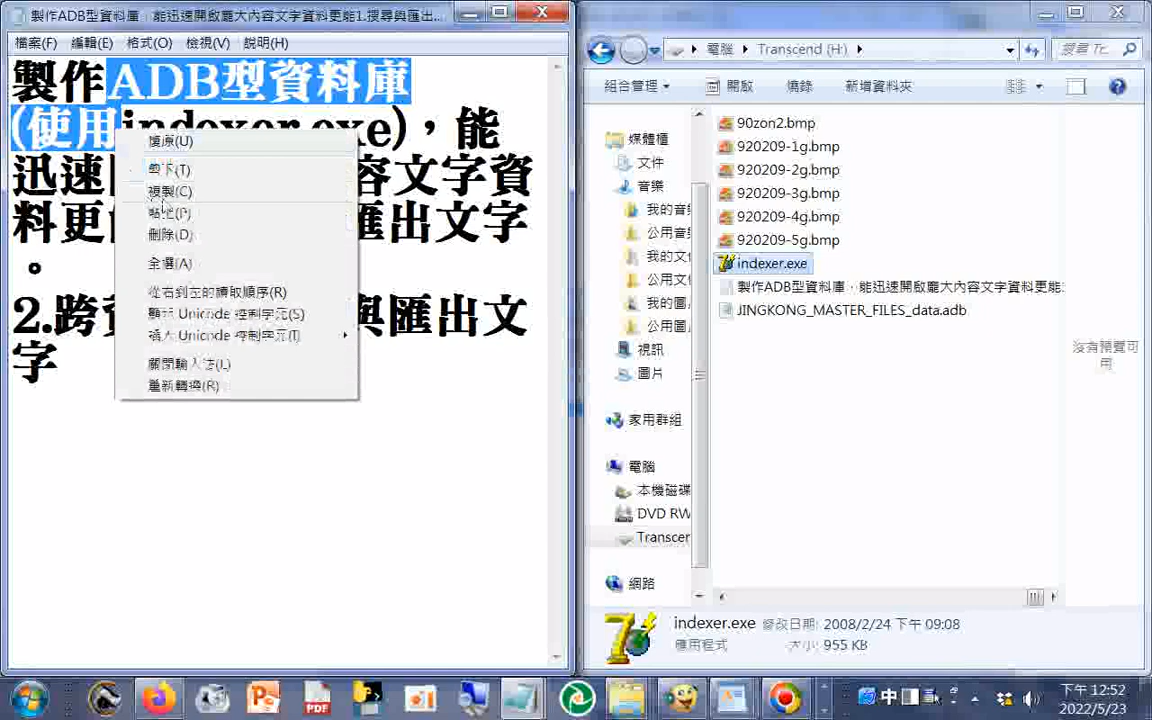 製作ADB型資料庫，能迅速開啟龐大內容文字資料更能1.搜尋與匯出...
檔案(F) 編輯(E) 格式(O) 檢視(V) 說明(H)
製作ADB型資料庫
(使用indexer.exe)，能
迅速 容文字資
料更 匯出文字
。
2.跨 與匯出文
字
復原(U)
剪下(T)
複製(C)
貼上(P)
刪除(D)
全選(A)
從右到左的讀取順序(R)
顯示 Unicode 控制字元(S)
插入 Unicode 控制字元(I)
關閉輸入法(L)
重新轉換(R)
電腦 Transcend (H:)
搜尋 Tr...
組合管理 開啟 燒錄 新增資料夾
媒體櫃
文件
音樂
我的音
公用音
我的文
公用文
我的圖
公用圖
視訊
圖片
家用群組
電腦
本機磁碟
DVD RW
Transcer
網路
90zon2.bmp
920209-1g.bmp
920209-2g.bmp
920209-3g.bmp
920209-4g.bmp
920209-5g.bmp
indexer.exe
製作ADB型資料庫，能迅速開啟龐大內容文字資料更能:
JINGKONG_MASTER_FILES_data.adb
沒有預覽可
用
indexer.exe 修改日期: 2008/2/24 下午 09:08
應用程式 大小: 955 KB
中
下午 12:52
2022/5/23